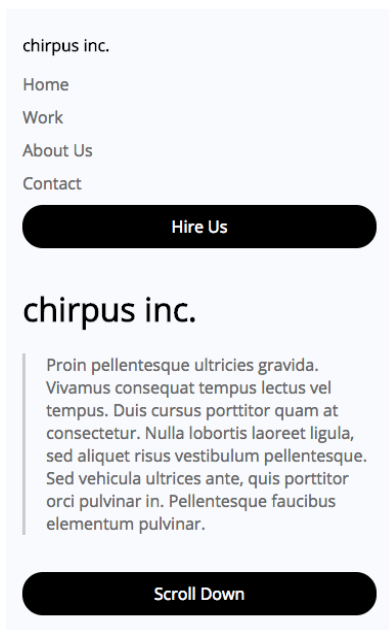 chirpus inc.
Home
Work
About Us
Contact
Hire Us
chirpus inc.
Proin pellentesque ultricies gravida.
Vivamus consequat tempus lectus vel
tempus. Duis cursus porttitor quam at
consectetur. Nulla lobortis laoreet ligula,
sed aliquet risus vestibulum pellentesque.
Sed vehicula ultrices ante, quis porttitor
orci pulvinar in. Pellentesque faucibus
elementum pulvinar.
Scroll Down